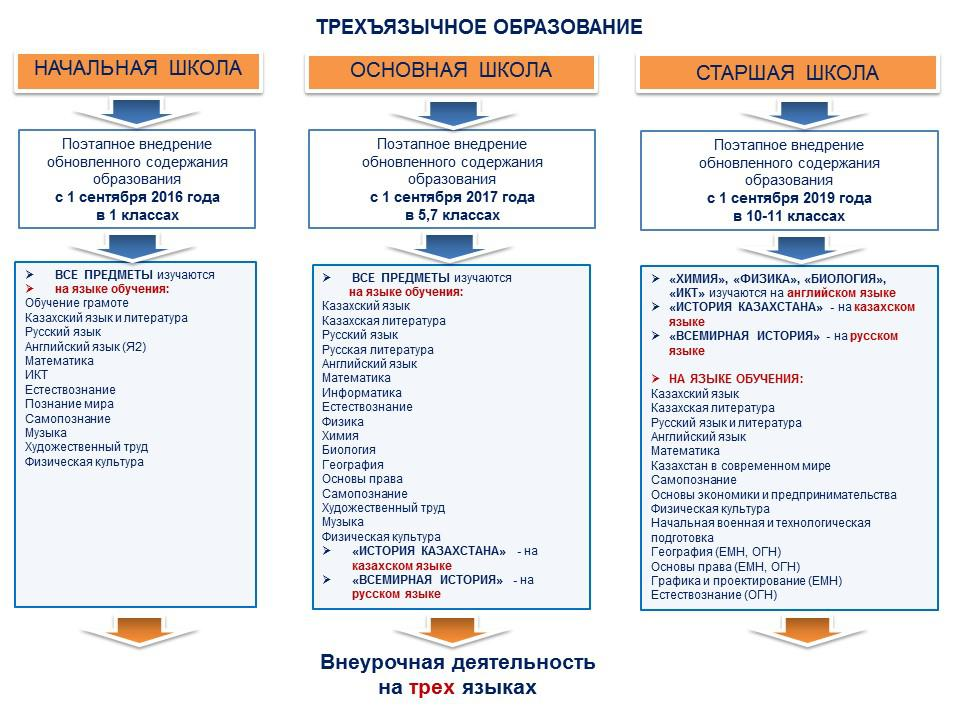 ТРЕХЪЯЗЫЧНОЕ ОБРАЗОВАНИЕ
НАЧАЛЬНАЯ ШКОЛА
Поэтапное внедрение
обновленного содержания
образования
с 1 сентября 2016 года
в 1 классах
ВСЕ ПРЕДМЕТЫ изучаются
на языке обучения:
Обучение грамоте
Казахский язык и литература
Русский язык
Английский язык (Я2)
Математика
ИКТ
Естествознание
Познание мира
Самопознание
Музыка
Художественный труд
Физическая культура
ОСНОВНАЯ ШКОЛА
Поэтапное внедрение
обновленного содержания
образования
с 1 сентября 2017 года
в 5,7 классах
ВСЕ ПРЕДМЕТЫ изучаются
на языке обучения:
Казахский язык
Казахская литература
Русский язык
Русская литература
Английский язык
Математика
Информатика
Естествознание
Физика
Химия
Биология
География
Основы права
Самопознание
Художественный труд
Музыка
Физическая культура
«ИСТОРИЯ КАЗАХСТАНА» - на
казахском языке
«ВСЕМИРНАЯ ИСТОРИЯ» - на
русском языке
СТАРШАЯ ШКОЛА
Поэтапное внедрение
обновленного содержания
образования
с 1 сентября 2019 года
в 10-11 классах
«ХИМИЯ», «ФИЗИКА», «БИОЛОГИЯ»,
«ИКТ» изучаются на английском языке
«ИСТОРИЯ КАЗАХСТАНА» - на казахском
языке
«ВСЕМИРНАЯ ИСТОРИЯ» - на русском
языке
НА ЯЗЫКЕ ОБУЧЕНИЯ:
Казахский язык
Казахская литература
Русский язык и литература
Английский язык
Математика
Казахстан в современном мире
Самопознание
Основы экономики и предпринимательства
Физическая культура
Начальная военная и технологическая
подготовка
География (ЕМН, ОГН)
Основы права (ЕМН, ОГН)
Графика и проектирование (ЕМН)
Естествознание (ОГН)
Внеурочная деятельность
на трех языках